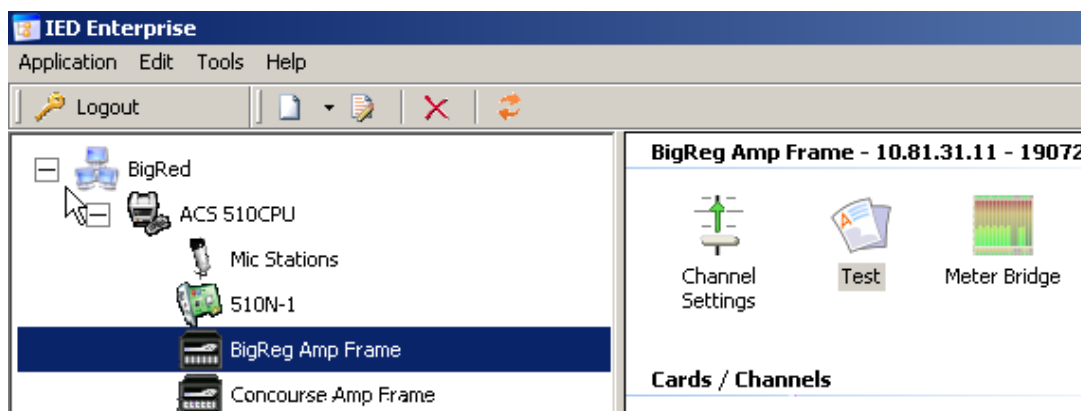 IED Enterprise
Application Edit Tools Help
Logout
BigRed
ACS 510CPU
Mic Stations
510N-1
BigReg Amp Frame
Concourse Amp Frame
BigReg Amp Frame - 10.81.31.11 - 19072
Channel Settings
Test
Meter Bridge
Cards / Channels